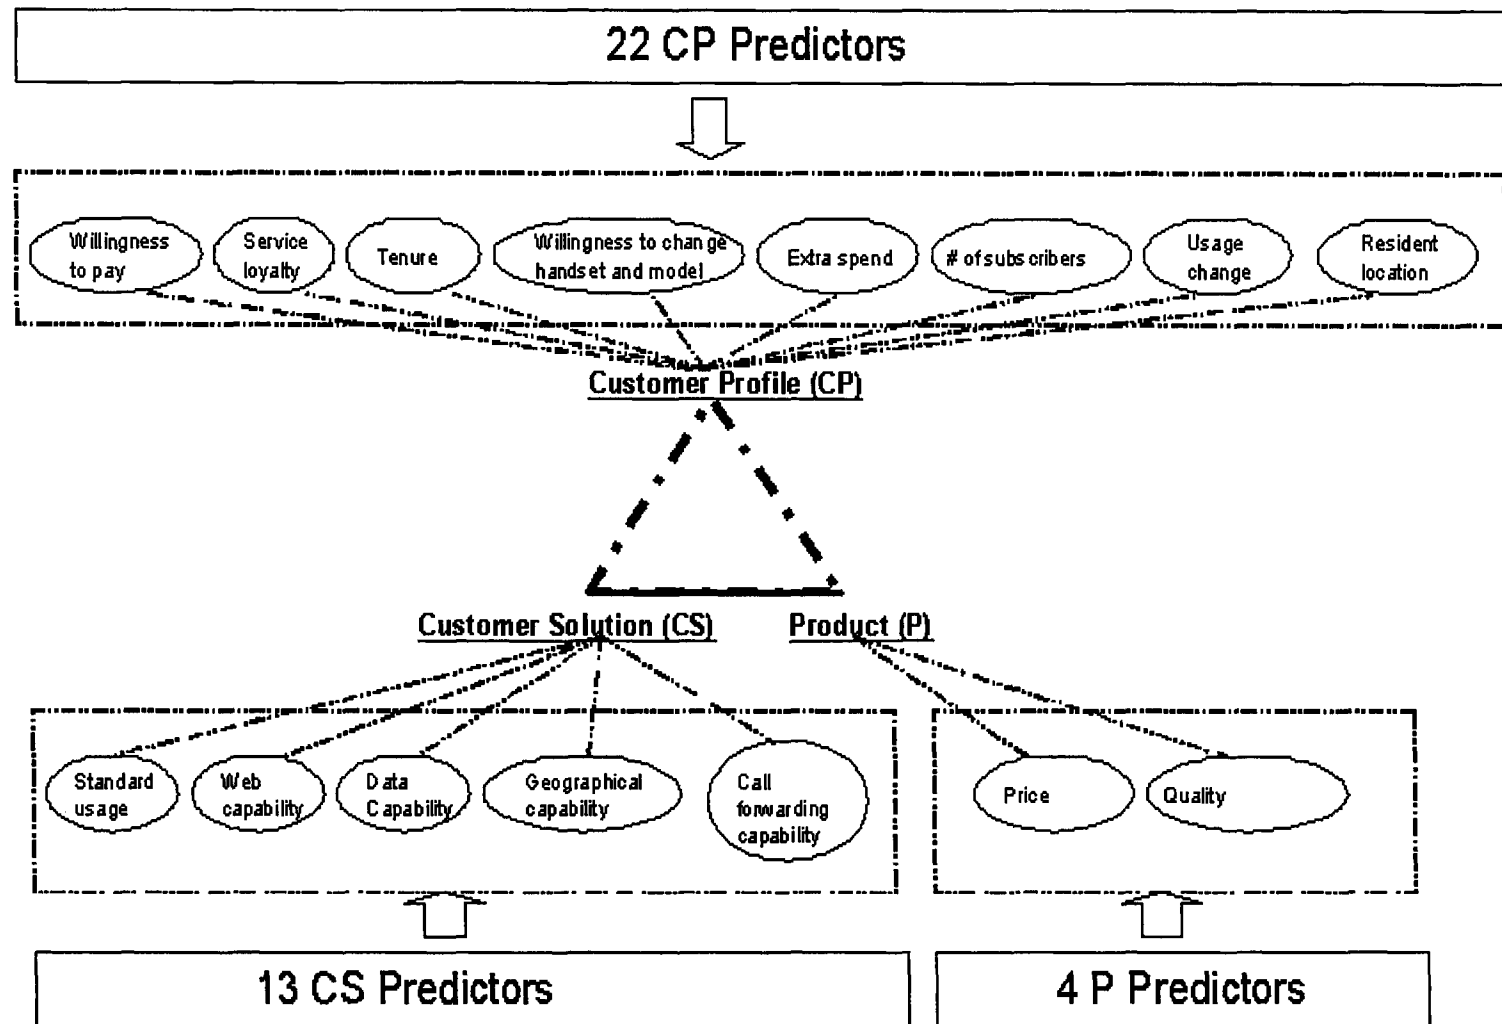 22 CP Predictors
Willingness
to pay
Service
loyalty
Tenure
Willingness to change
handset and model
Extra spend
# of subscribers
Usage
change
Resident
location
Customer Profile (CP)
Customer Solution (CS)
Product (P)
Standard
usage
Web
capability
Data
Capability
Geographical
capability
Call
forwarding
capability
Price
Quality
13 CS Predictors
4 P Predictors